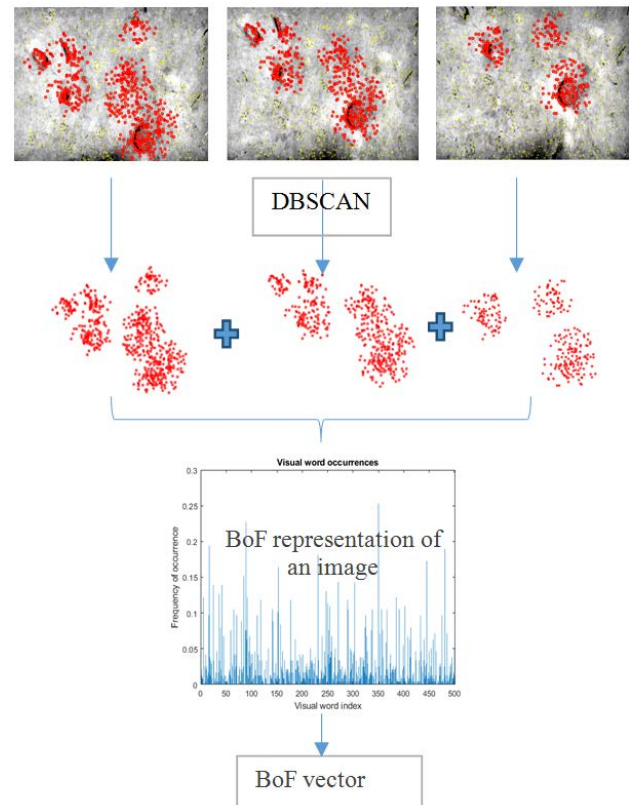 DBSCAN
Visual word occurrences
Frequency of occurrence
0.3
0.25
0.2
0.15
0.1
0.05
0
BoF representation of
an image
0 50 100 150 200 250 300 350 400 450 500
Visual word index
BoF vector